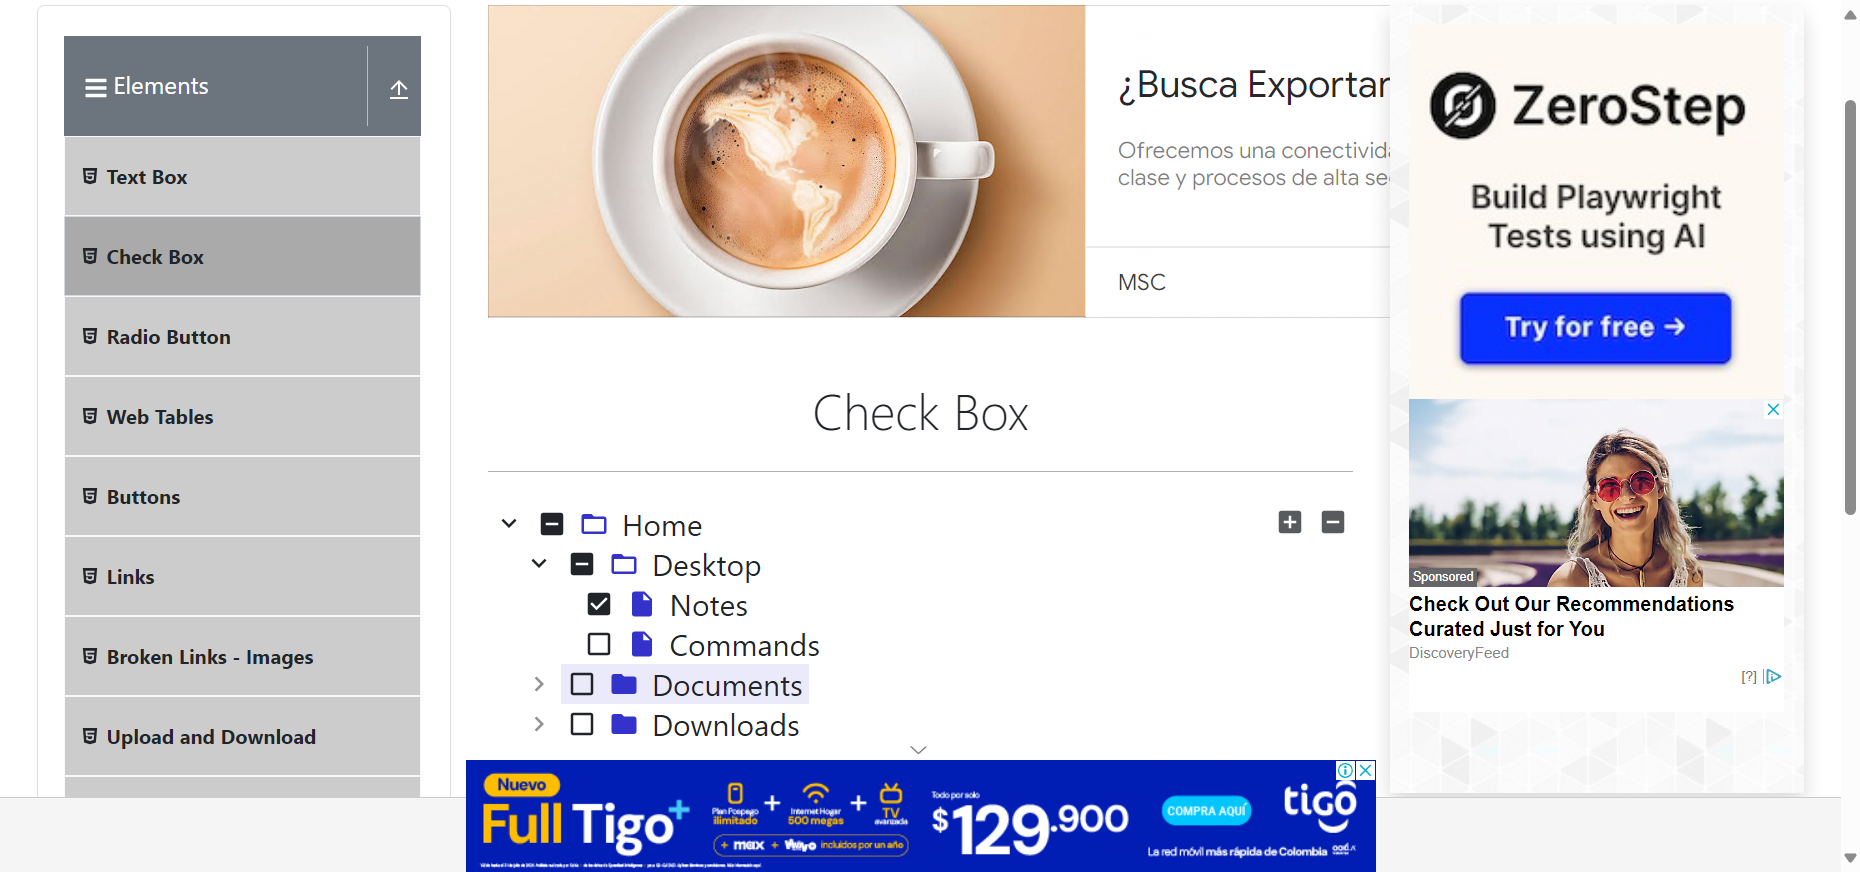 Elements
Text Box
Check Box
Radio Button
Web Tables
Buttons
Links
Broken Links - Images
Upload and Download
¿Busca Exportar
Ofrecemos una conectivida
clase y procesos de alta se
MSC
Check Box
Home
Desktop
Notes
Commands
Documents
Downloads
ZeroStep
Build Playwright
Tests using AI
Try for free →
Sponsored
Check Out Our Recommendations
Curated Just for You
DiscoveryFeed
[?]
Nuevo
Full Tigo+
Plan Pospago
ilimitado
+
Internet Hogar
500 megas
+
TV
avanzada
+ max + Vivvo incluidos por un año
Todo por solo
$129.900
COMPRA AQUÍ
tigo
La red móvil más rápida de Colombia